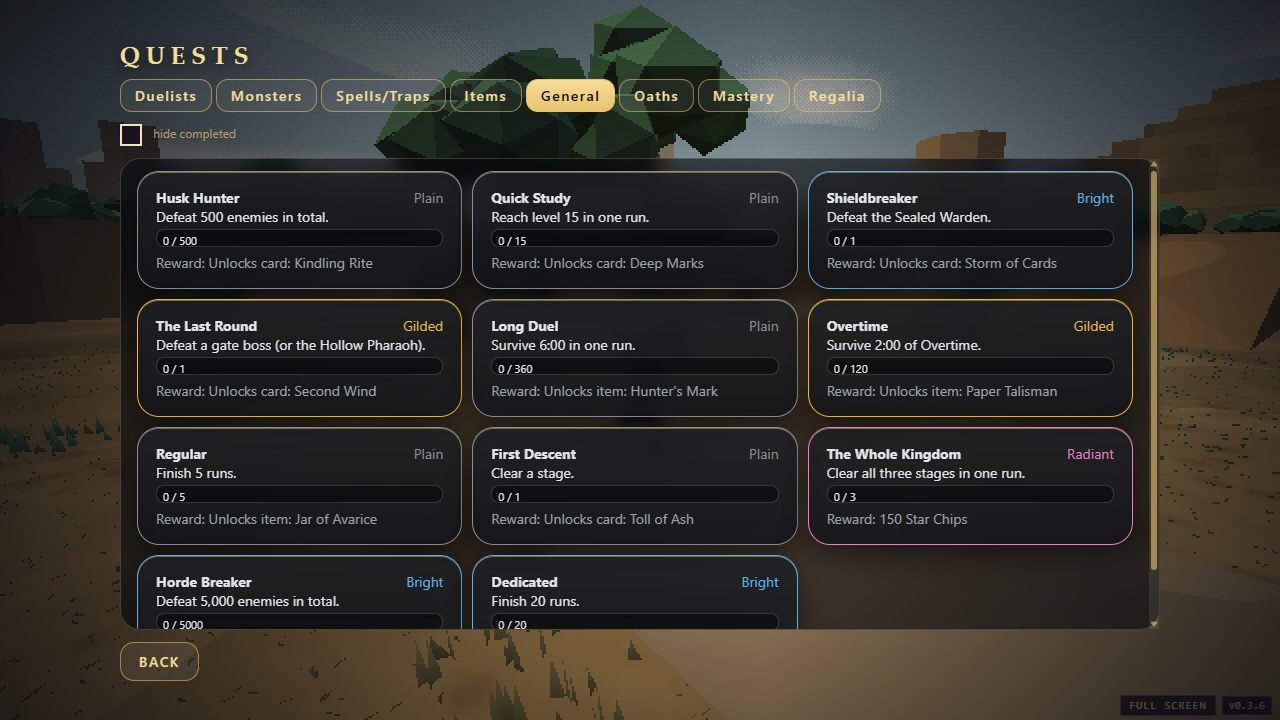 QUESTS
Duelists Monsters Spells/Traps Items General Oaths Mastery Regalia
hide completed
Husk Hunter Plain
Defeat 500 enemies in total.
0 / 500
Reward: Unlocks card: Kindling Rite
Quick Study Plain
Reach level 15 in one run.
0 / 15
Reward: Unlocks card: Deep Marks
Shieldbreaker Bright
Defeat the Sealed Warden.
0 / 1
Reward: Unlocks card: Storm of Cards
The Last Round Gilded
Defeat a gate boss (or the Hollow Pharaoh).
0 / 1
Reward: Unlocks card: Second Wind
Long Duel Plain
Survive 6:00 in one run.
0 / 360
Reward: Unlocks item: Hunter's Mark
Overtime Gilded
Survive 2:00 of Overtime.
0 / 120
Reward: Unlocks item: Paper Talisman
Regular Plain
Finish 5 runs.
0 / 5
Reward: Unlocks item: Jar of Avarice
First Descent Plain
Clear a stage.
0 / 1
Reward: Unlocks card: Toll of Ash
The Whole Kingdom Radiant
Clear all three stages in one run.
0 / 3
Reward: 150 Star Chips
Horde Breaker Bright
Defeat 5,000 enemies in total.
0 / 5000
Dedicated Bright
Finish 20 runs.
0 / 20
BACK
FULL SCREEN v0.3.6